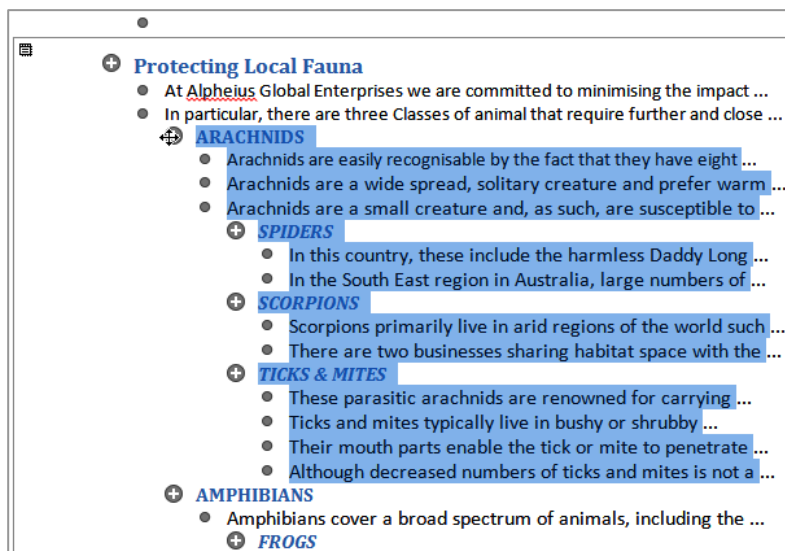 Protecting Local Fauna
At Alpheius Global Enterprises we are committed to minimising the impact ...
In particular, there are three Classes of animal that require further and close ...
ARACHNIDS
Arachnids are easily recognisable by the fact that they have eight ...
Arachnids are a wide spread, solitary creature and prefer warm ...
Arachnids are a small creature and, as such, are susceptible to ...
SPIDERS
In this country, these include the harmless Daddy Long ...
In the South East region in Australia, large numbers of ...
SCORPIONS
Scorpions primarily live in arid regions of the world such ...
There are two businesses sharing habitat space with the ...
TICKS & MITES
These parasitic arachnids are renowned for carrying ...
Ticks and mites typically live in bushy or shrubby ...
Their mouth parts enable the tick or mite to penetrate ...
Although decreased numbers of ticks and mites is not a ...
AMPHIBIANS
Amphibians cover a broad spectrum of animals, including the ...
FROGS